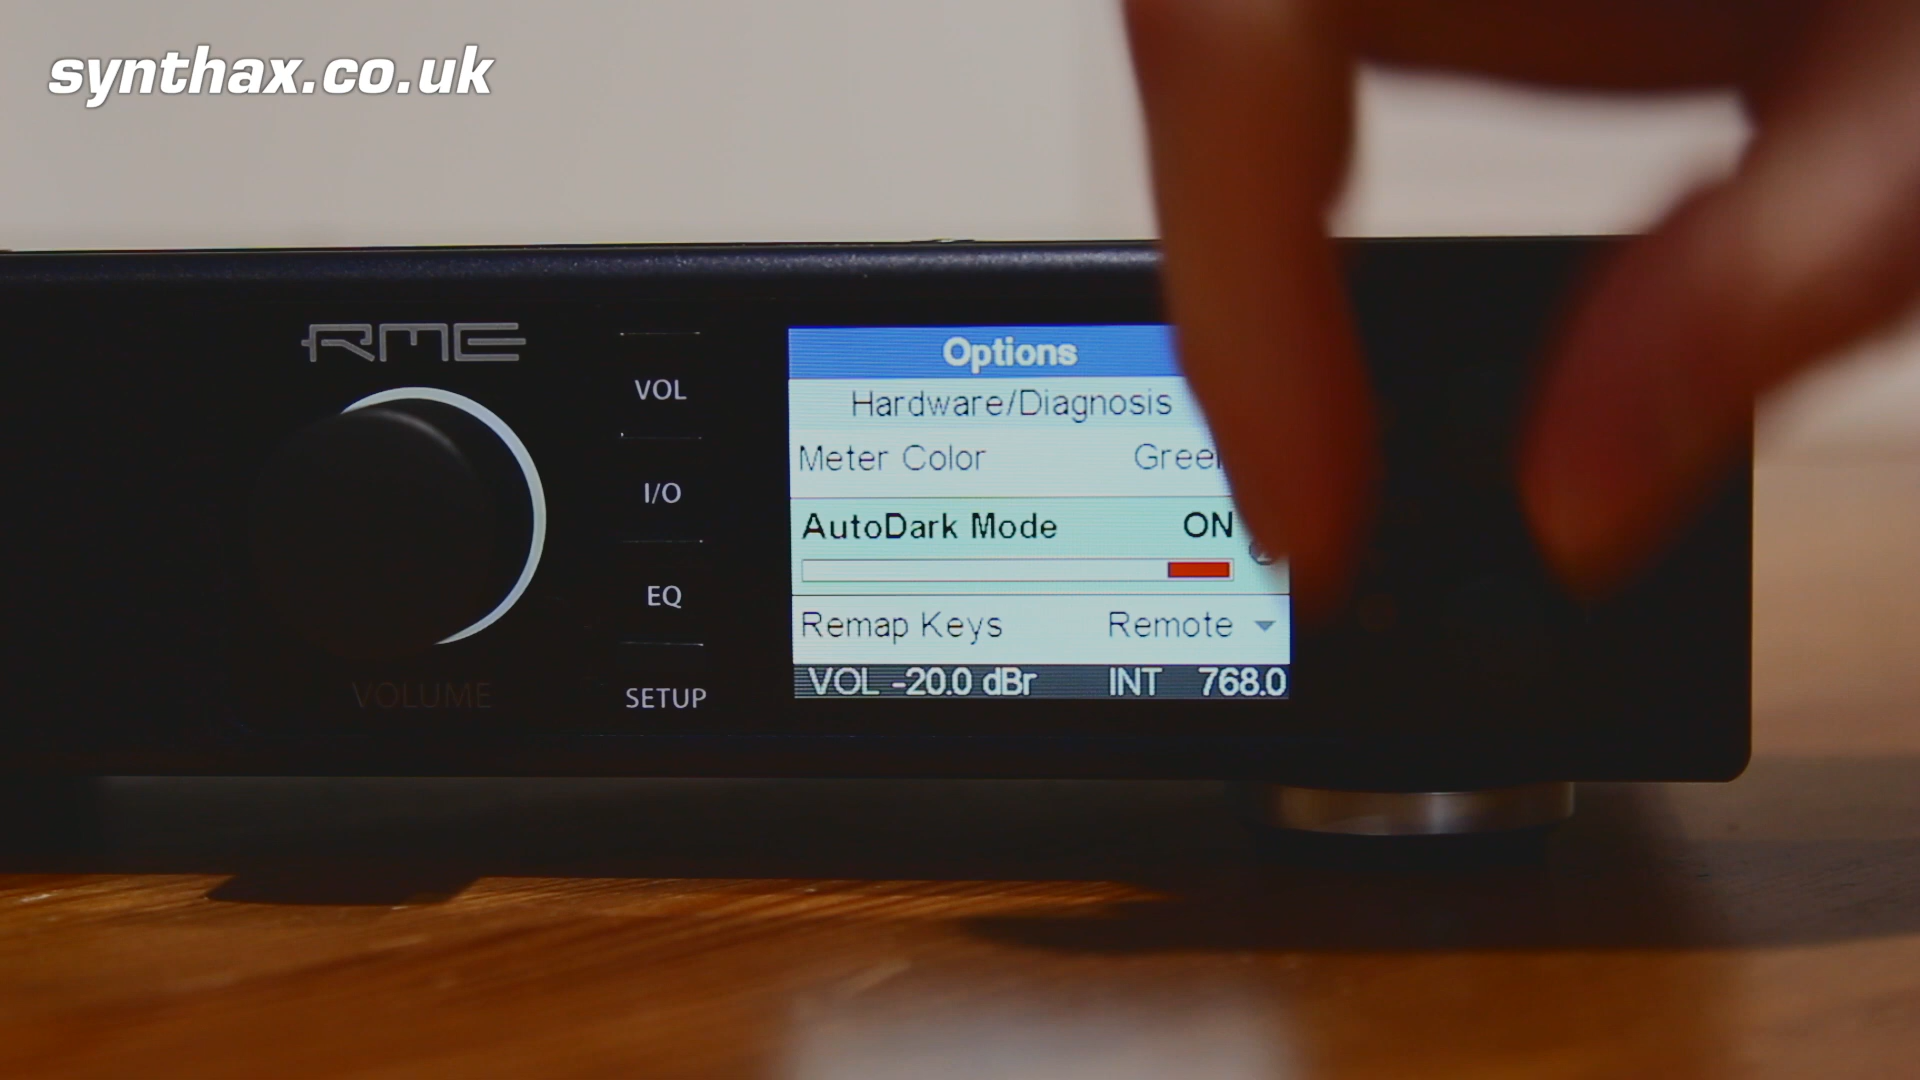 synthax.co.uk
RME
VOL
I/O
EQ
SETUP
VOLUME
Options
Hardware/Diagnosis
Meter Color
AutoDark Mode ON
Remap Keys Remote
VOL -20.0 dBr INT 768.0